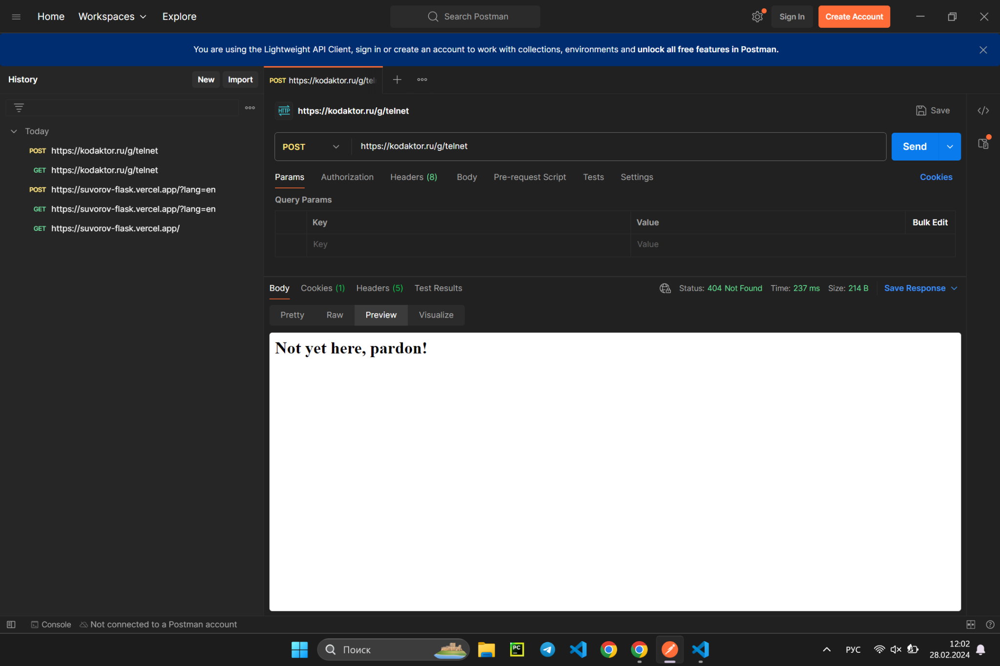 Home Workspaces Explore Search Postman Sign In Create Account
You are using the Lightweight API Client, sign in or create an account to work with collections, environments and unlock all free features in Postman.
History New Import
POST https://kodaktor.ru/g/tel
HTTP https://kodaktor.ru/g/telnet Save
Today
POST https://kodaktor.ru/g/telnet
GET https://kodaktor.ru/g/telnet
POST https://suvorov-flask.vercel.app/?lang=en
GET https://suvorov-flask.vercel.app/?lang=en
GET https://suvorov-flask.vercel.app/
POST https://kodaktor.ru/g/telnet Send
Params Authorization Headers (8) Body Pre-request Script Tests Settings Cookies
Query Params
Key Value Bulk Edit
Key Value
Body Cookies (1) Headers (5) Test Results Status: 404 Not Found Time: 237 ms Size: 214 B Save Response
Pretty Raw Preview Visualize
Not yet here, pardon!
Console Not connected to a Postman account
Поиск PC РУС 12:02
28.02.2024